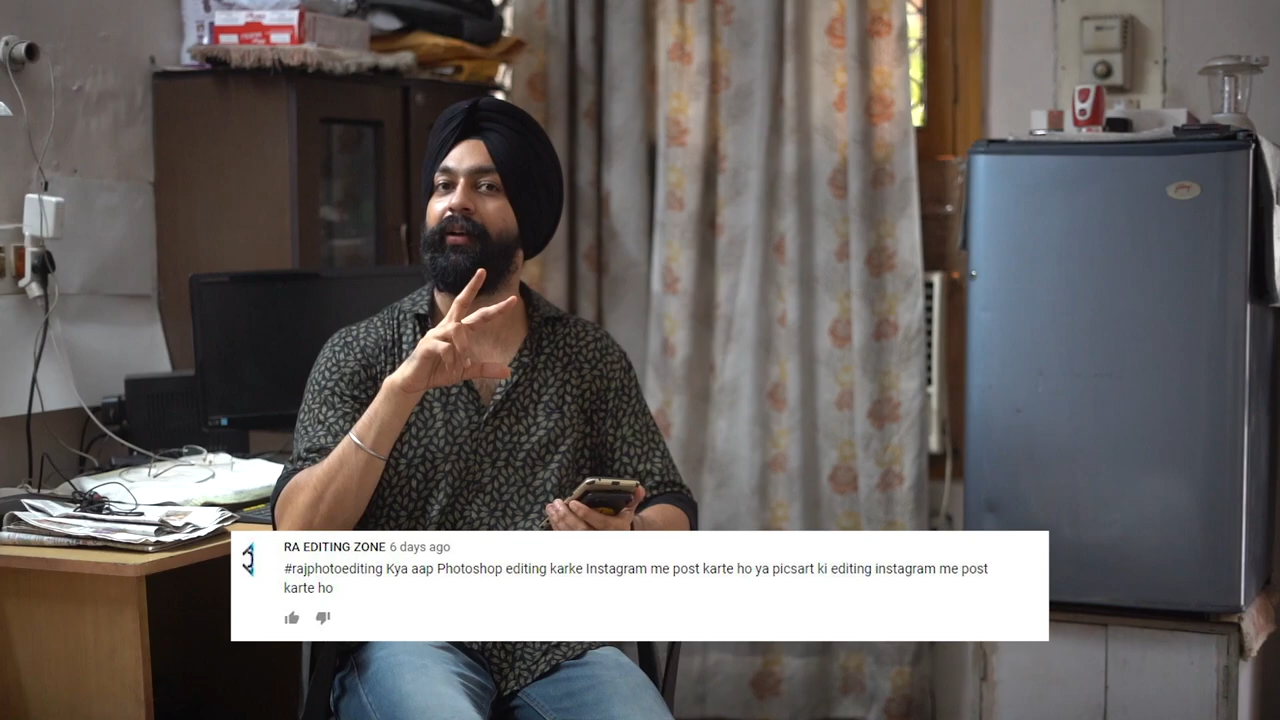 RA EDITING ZONE 6 days ago
#rajphotoediting Kya aap Photoshop editing karke Instagram me post karte ho ya picsart ki editing instagram me post
karte ho